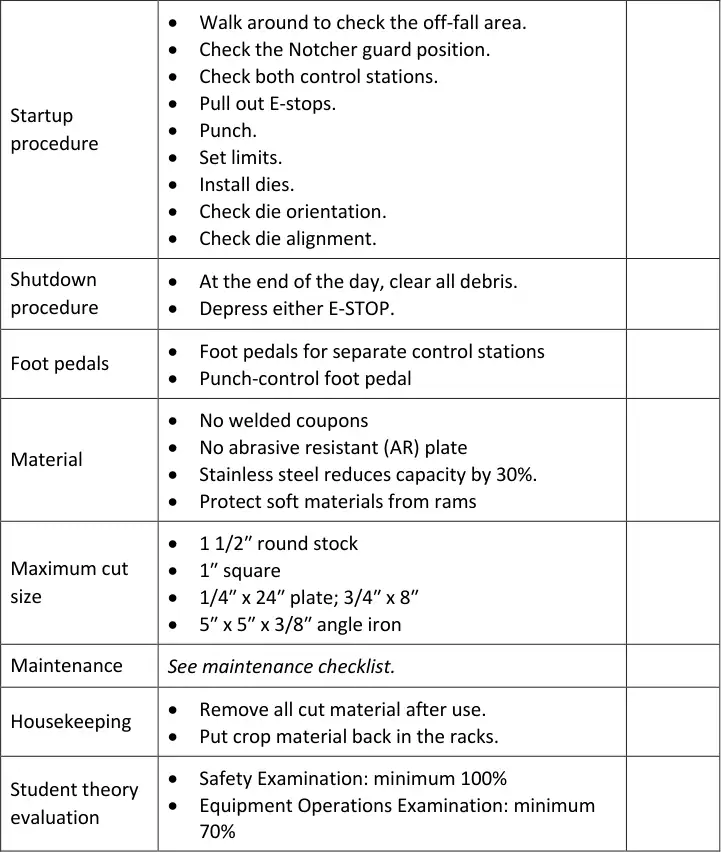 Startup
procedure
• Walk around to check the off-fall area.
• Check the Notcher guard position.
• Check both control stations.
• Pull out E-stops.
• Punch.
• Set limits.
• Install dies.
• Check die orientation.
• Check die alignment.
Shutdown
procedure
• At the end of the day, clear all debris.
• Depress either E-STOP.
Foot pedals
• Foot pedals for separate control stations
• Punch-control foot pedal
Material
• No welded coupons
• No abrasive resistant (AR) plate
• Stainless steel reduces capacity by 30%.
• Protect soft materials from rams
Maximum cut
size
• 1 1/2″ round stock
• 1″ square
• 1/4″ x 24″ plate; 3/4″ x 8″
• 5″ x 5″ x 3/8″ angle iron
Maintenance
See maintenance checklist.
Housekeeping
• Remove all cut material after use.
• Put crop material back in the racks.
Student theory
evaluation
• Safety Examination: minimum 100%
• Equipment Operations Examination: minimum
70%